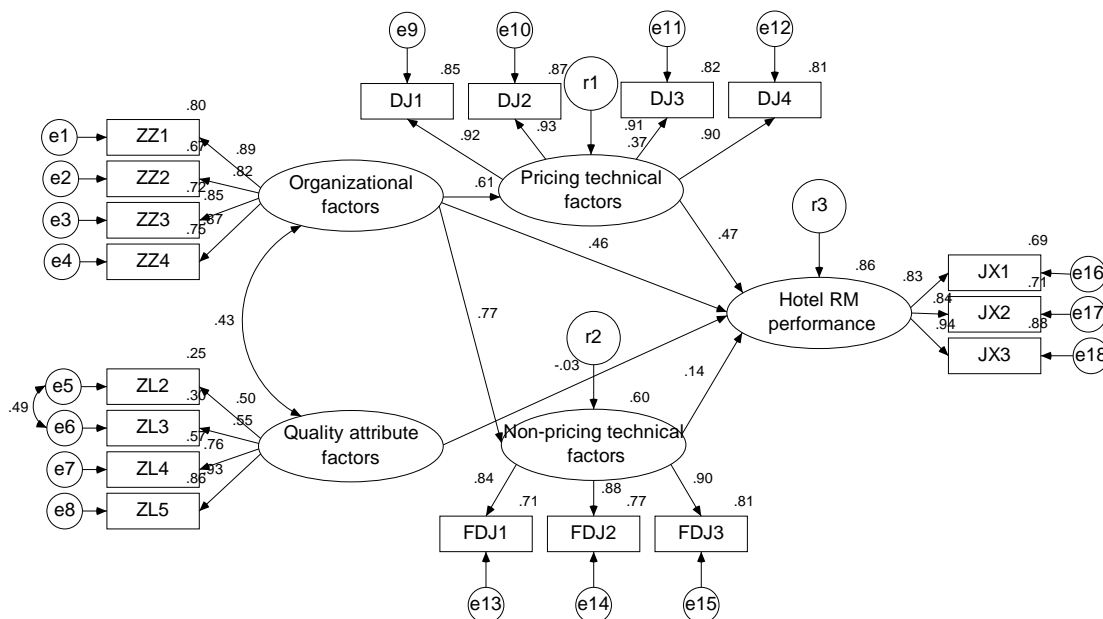 e9
e10
e11
e12
.85
.87
.82
.81
r1
DJ1
DJ2
DJ3
DJ4
.80
.92
.93
.91
.37
.90
e1
ZZ1
.67
.89
e2
ZZ2
.82
.72
e3
ZZ3
.85
.75
.87
e4
ZZ4
Organizational
factors
.61
Pricing technical
factors
r3
.46
.47
.86
.69
.83
JX1
e16
.71
Hotel RM
performance
.84
JX2
e17
.88
.94
JX3
e18
.43
.77
r2
-.03
.14
.25
e5
ZL2
.30
.50
.49
e6
ZL3
.55
.57
e7
ZL4
.76
.86
.93
e8
ZL5
Quality attribute
factors
.60
Non-pricing technical
factors
.84
.88
.90
.71
.77
.81
FDJ1
FDJ2
FDJ3
e13
e14
e15